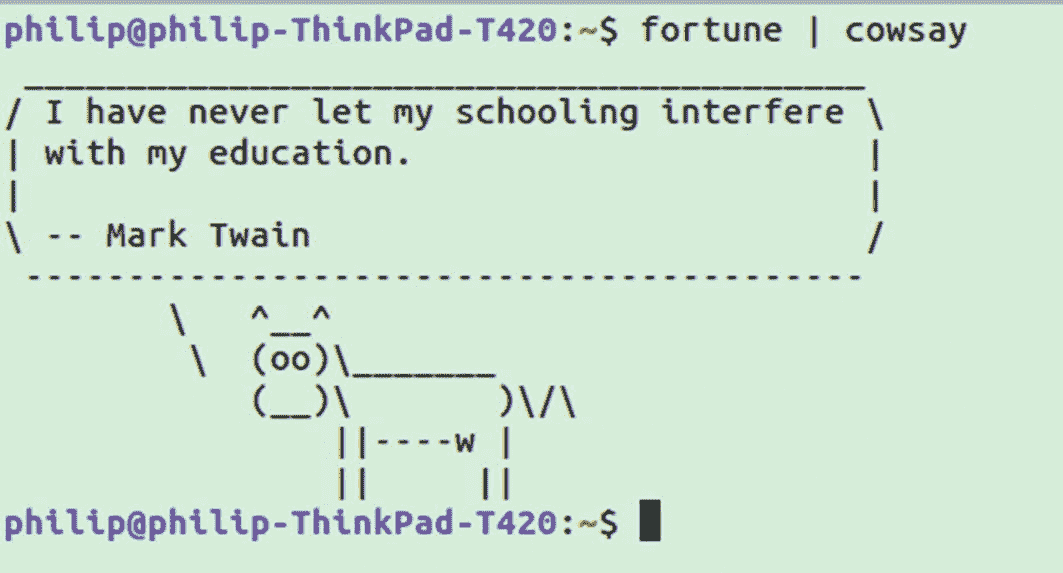 philip@philip-ThinkPad-T420:~$ fortune | cowsay
 _________________________________________
/ I have never let my schooling interfere \
| with my education.                      |
|                                         |
\ -- Mark Twain                           /
 -----------------------------------------
        \   ^__^
         \  (oo)\_______
            (__)\       )\/\
                ||----w |
                ||     ||
philip@philip-ThinkPad-T420:~$